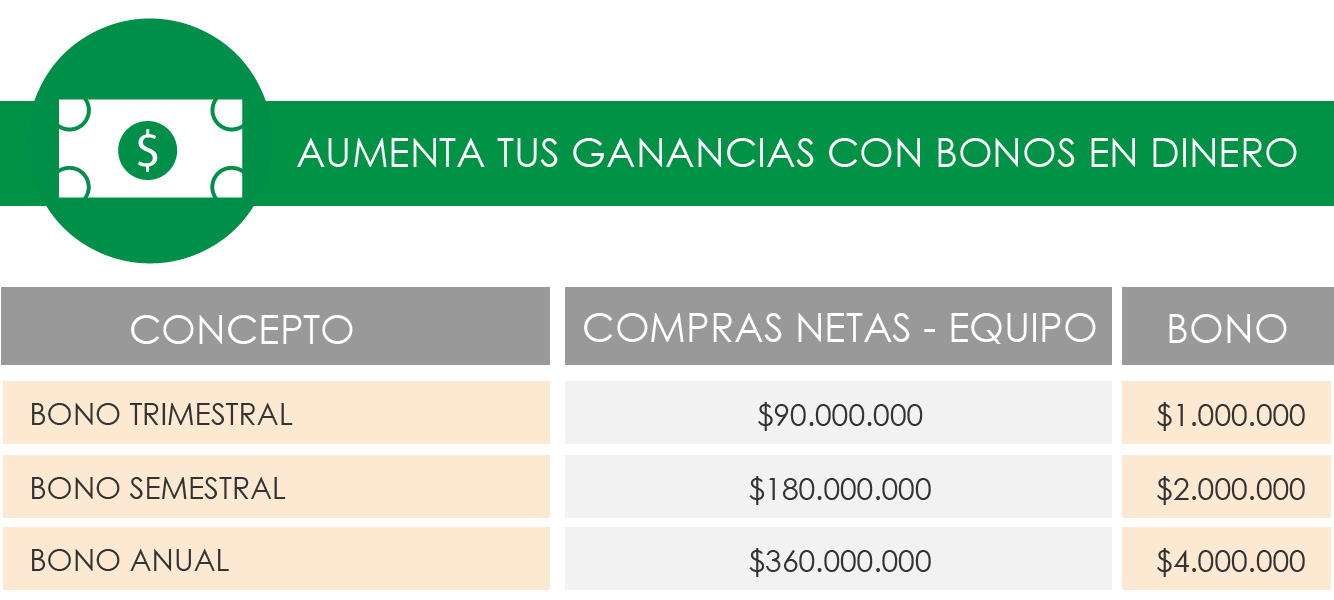 $
AUMENTA TUS GANANCIAS CON BONOS EN DINERO
CONCEPTO COMPRAS NETAS - EQUIPO BONO
BONO TRIMESTRAL $90.000.000 $1.000.000
BONO SEMESTRAL $180.000.000 $2.000.000
BONO ANUAL $360.000.000 $4.000.000